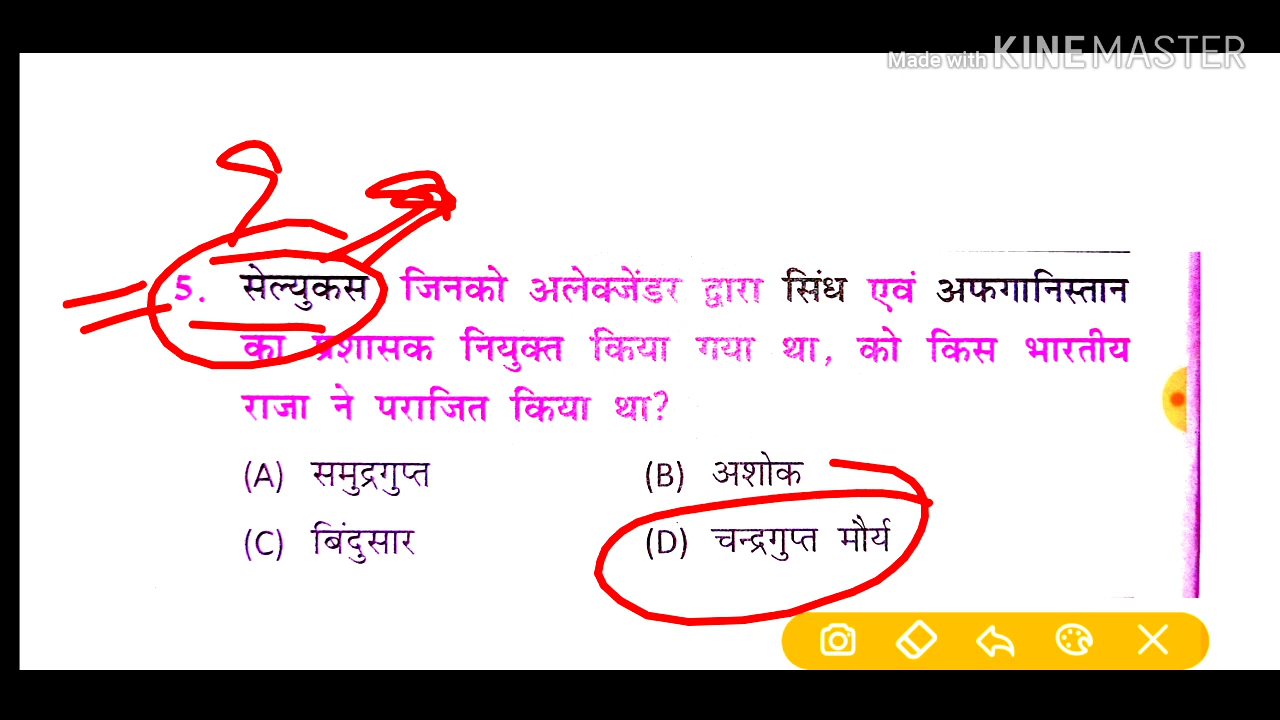 Made with KINEMASTER
5. सेल्युकस जिनको अलेक्जेंडर द्वारा सिंध एवं अफगानिस्तान
का प्रशासक नियुक्त किया गया था, को किस भारतीय
राजा ने पराजित किया था?
(A) समुद्रगुप्त (B) अशोक
(C) बिंदुसार (D) चन्द्रगुप्त मौर्य